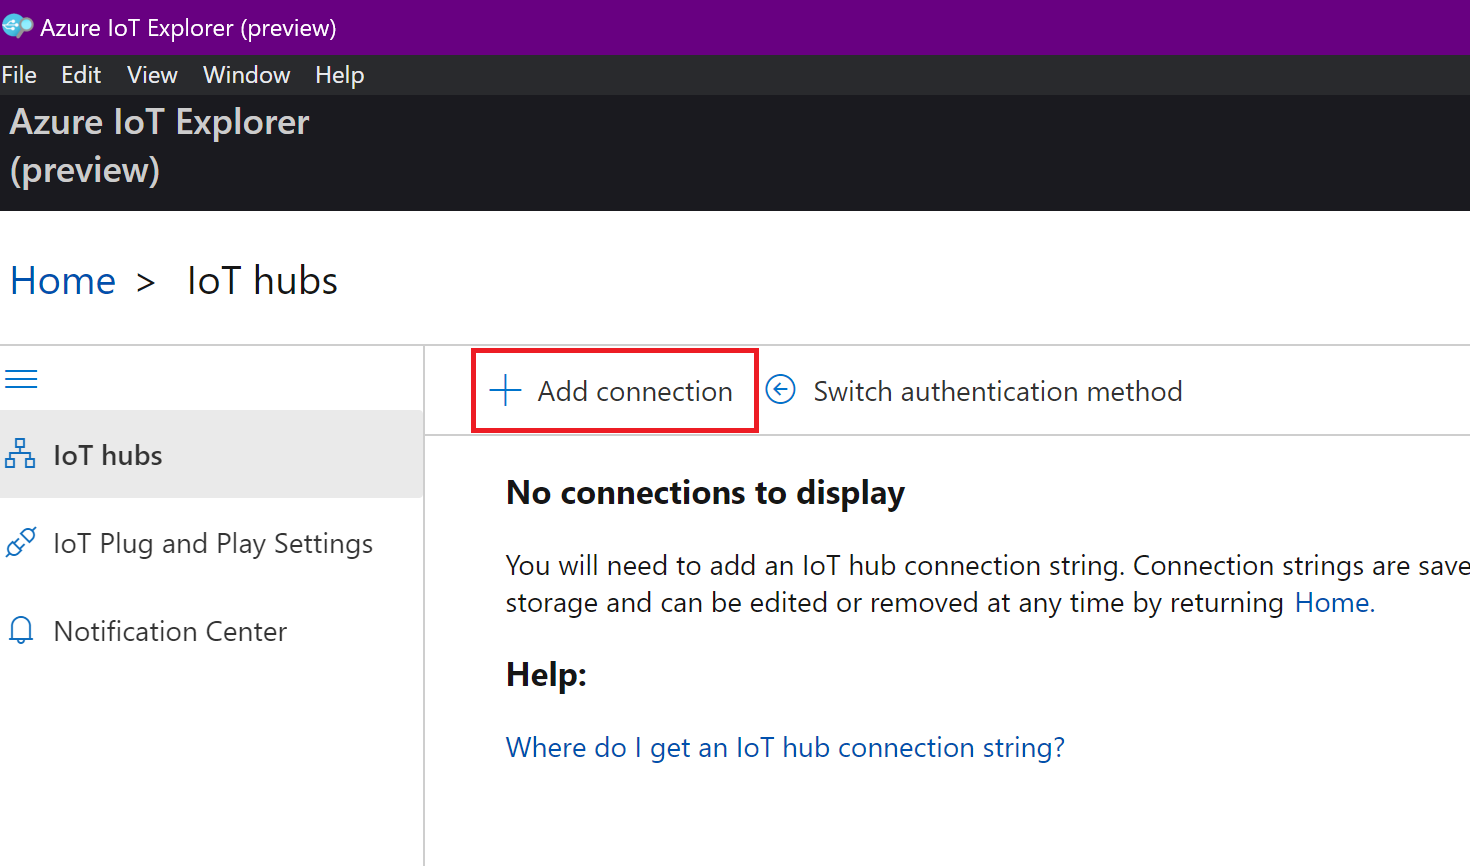 Azure IoT Explorer (preview)
File Edit View Window Help
Azure IoT Explorer
(preview)
Home > IoT hubs
Add connection Switch authentication method
IoT hubs
IoT Plug and Play Settings
Notification Center
No connections to display
You will need to add an IoT hub connection string. Connection strings are save
storage and can be edited or removed at any time by returning Home.
Help:
Where do I get an IoT hub connection string?